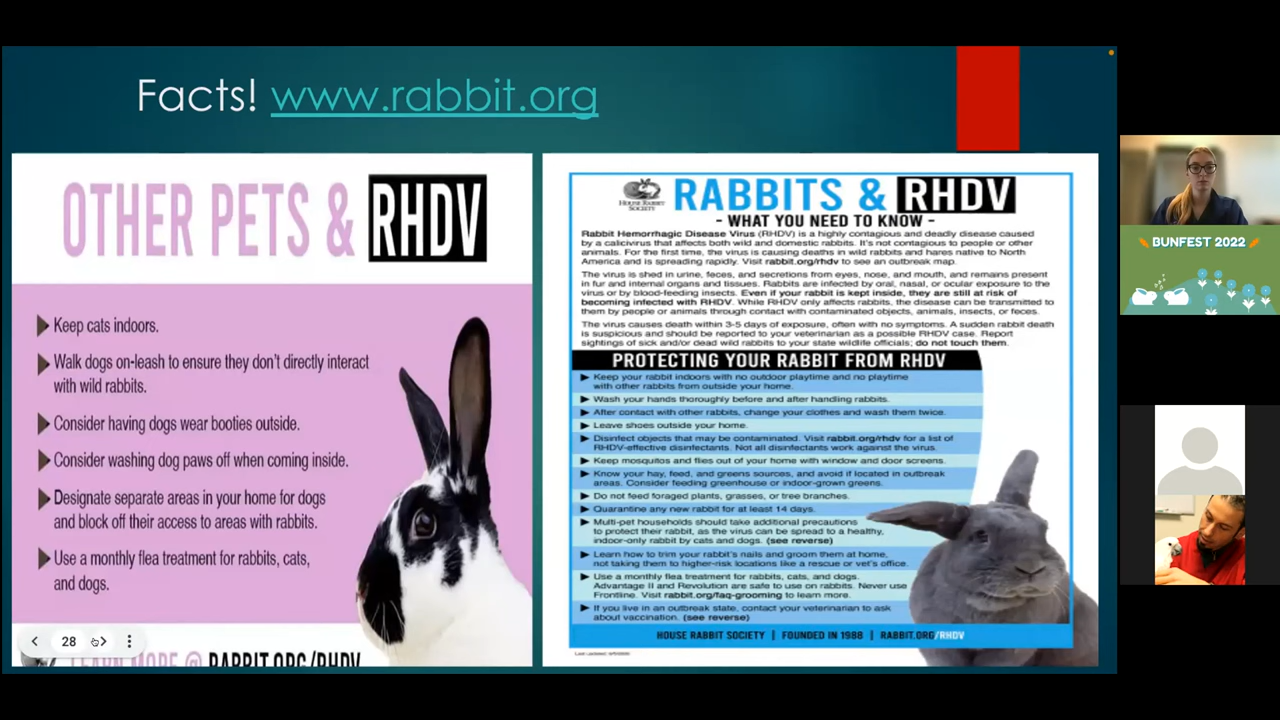 Facts! www.rabbit.org
OTHER PETS & RHDV
Keep cats indoors.
Walk dogs on-leash to ensure they don't directly interact
with wild rabbits.
Consider having dogs wear booties outside.
Consider washing dog paws off when coming inside.
Designate separate areas in your home for dogs
and block off their access to areas with rabbits.
Use a monthly flea treatment for rabbits, cats,
and dogs.
28
LEARN MORE @ RABBIT.ORG/RHDV
HOUSE RABBIT
SOCIETY
RABBITS & RHDV
- WHAT YOU NEED TO KNOW -
Rabbit Hemorrhagic Disease Virus (RHDV) is a highly contagious and deadly disease caused
by a calicivirus that affects both wild and domestic rabbits. It's not contagious to people or other
animals. For the first time, the virus is causing deaths in wild rabbits and hares native to North
America and is spreading rapidly. Visit rabbit.org/rhdv to see an outbreak map.
The virus is shed in urine, feces, and secretions from eyes, nose, and mouth, and remains present
in fur and internal organs and tissues. Rabbits are infected by oral, nasal, or ocular exposure to the
virus or by blood-feeding insects. Even if your rabbit is kept inside, they are still at risk of
becoming infected with RHDV. While RHDV only affects rabbits, the disease can be transmitted to
them by people or animals through contact with contaminated objects, animals, insects, or feces.
The virus causes death within 3-5 days of exposure, often with no symptoms. A sudden rabbit death
is suspicious and should be reported to your veterinarian as a possible RHDV case. Report
sightings of sick and/or dead wild rabbits to your state wildlife officials; do not touch them.
PROTECTING YOUR RABBIT FROM RHDV
Keep your rabbit indoors with no outdoor playtime and no playtime
with other rabbits from outside your home.
Wash your hands thoroughly before and after handling rabbits.
After contact with other rabbits, change your clothes and wash them twice.
Leave shoes outside your home.
Disinfect objects that may be contaminated. Visit rabbit.org/rhdv for a list of
RHDV-effective disinfectants. Not all disinfectants work against the virus.
Keep mosquitos and flies out of your home with window and door screens.
Know your hay, feed, and greens sources, and avoid if located in outbreak
areas. Consider feeding greenhouse or indoor-grown greens.
Do not feed foraged plants, grasses, or tree branches.
Quarantine any new rabbit for at least 14 days.
Multi-pet households should take additional precautions
to protect their rabbit, as the virus can be spread to a healthy,
indoor-only rabbit by cats and dogs. (see reverse)
Learn how to trim your rabbit's nails and groom them at home,
not taking them to higher-risk locations like a rescue or vet's office.
Use a monthly flea treatment for rabbits, cats, and dogs.
Advantage II and Revolution are safe to use on rabbits. Never use
Frontline. Visit rabbit.org/faq-grooming to learn more.
If you live in an outbreak state, contact your veterinarian to ask
about vaccination. (see reverse)
HOUSE RABBIT SOCIETY | FOUNDED IN 1988 | RABBIT.ORG/RHDV
Last updated:
BUNFEST 2022